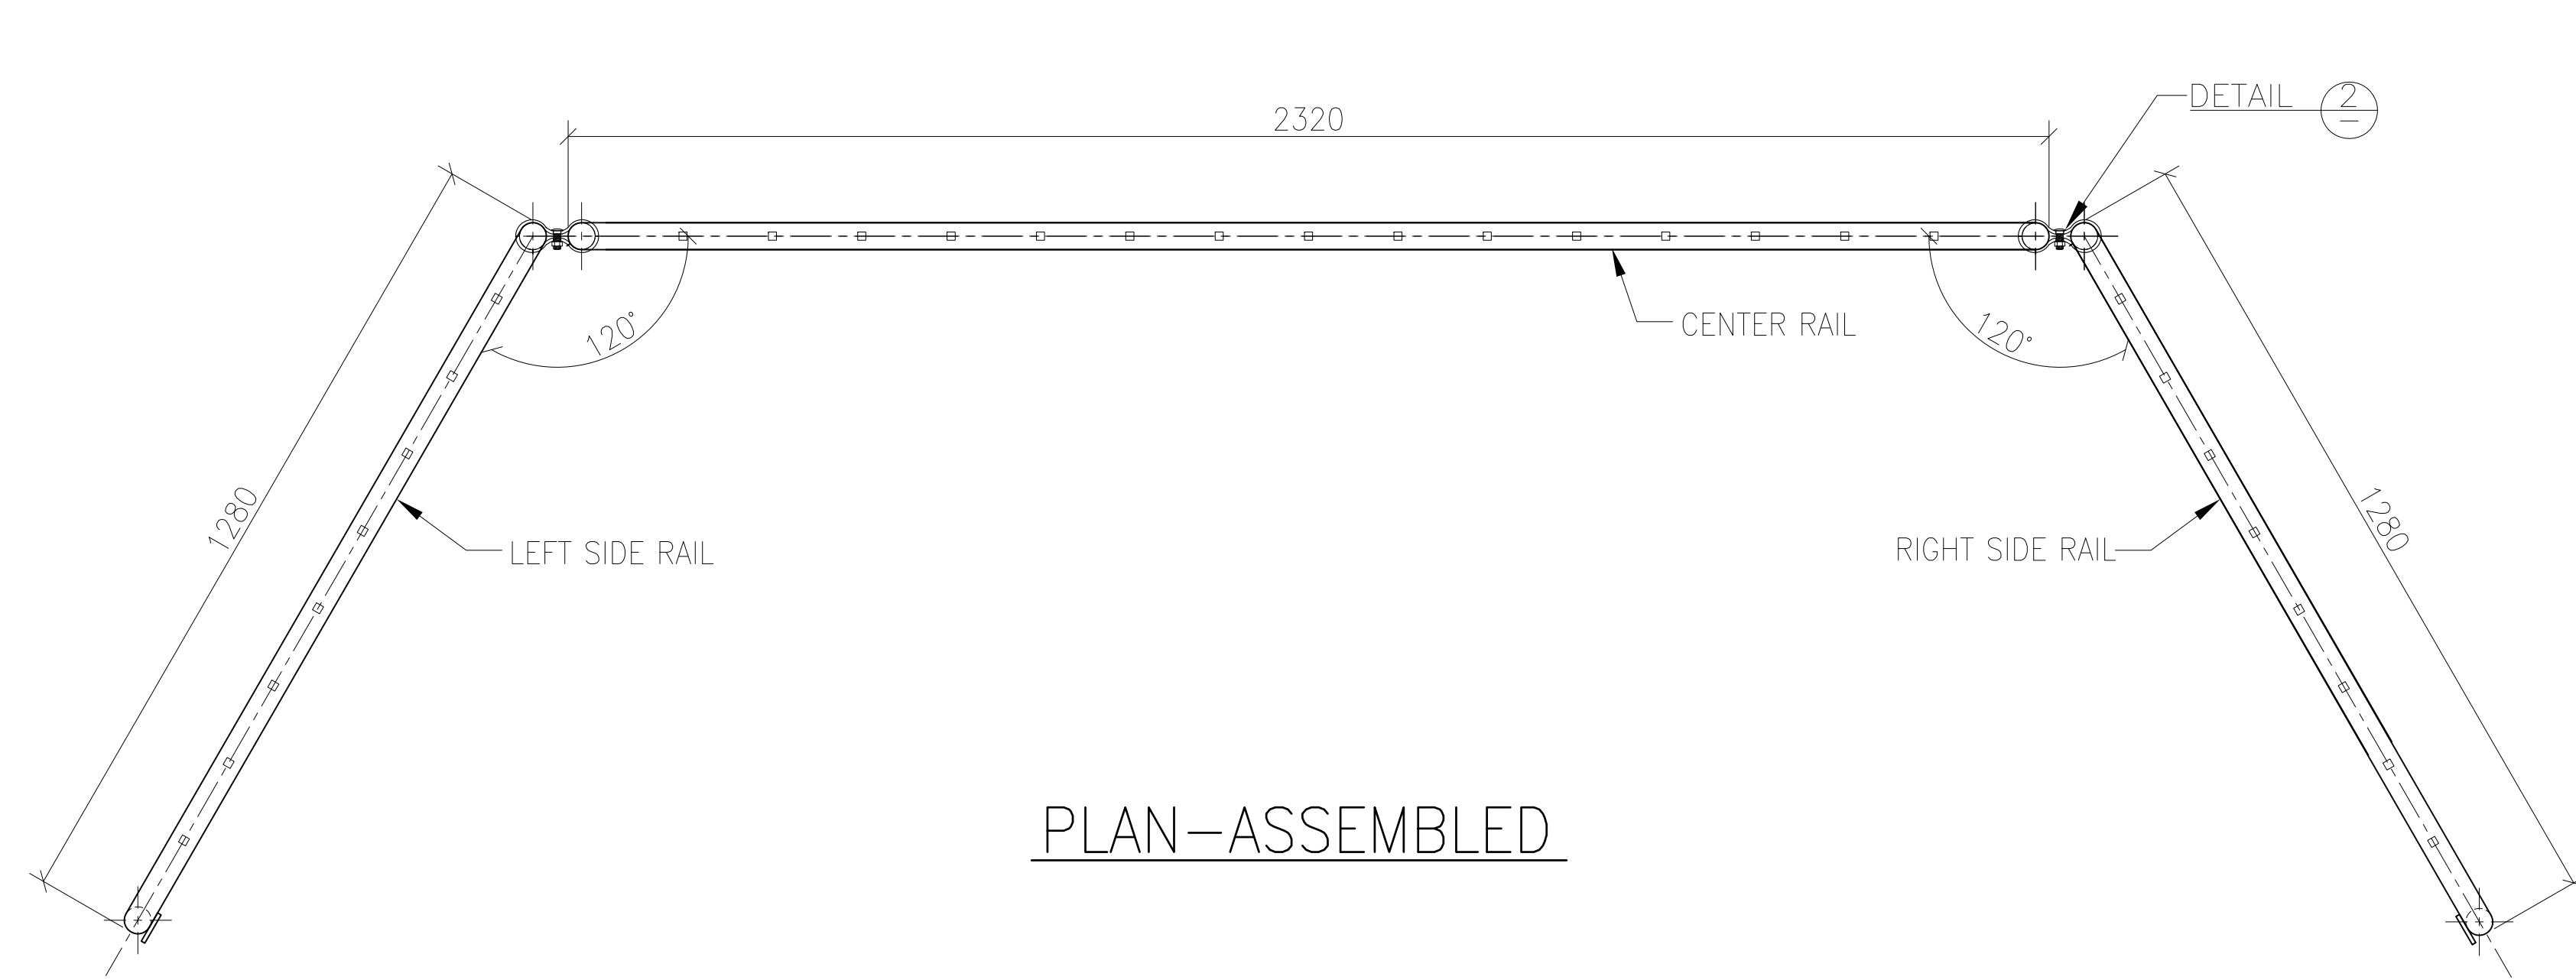 2320
DETAIL 2
–
120°
120°
CENTER RAIL
1280
LEFT SIDE RAIL
RIGHT SIDE RAIL
1280
PLAN–ASSEMBLED